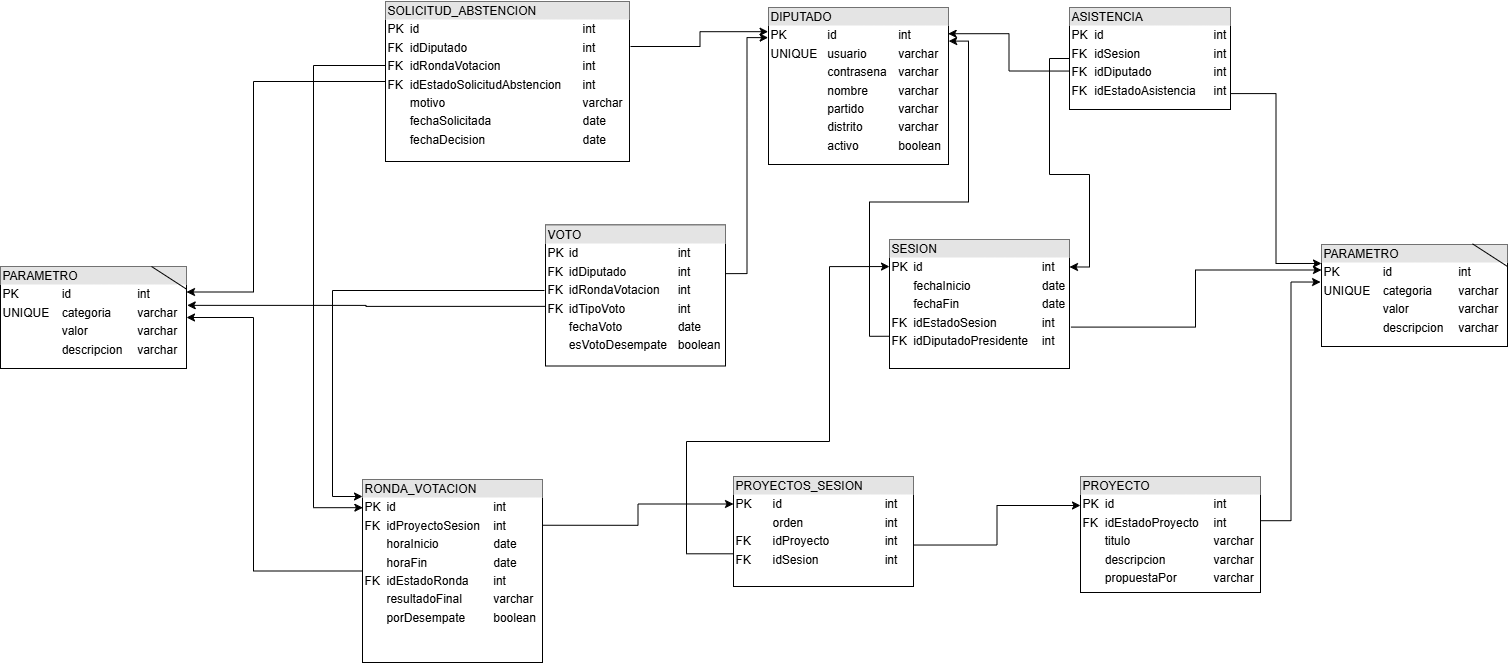 SOLICITUD_ABSTENCION
PK id int
FK idDiputado int
FK idRondaVotacion int
FK idEstadoSolicitudAbstencion int
motivo varchar
fechaSolicitada date
fechaDecision date
DIPUTADO
PK id int
UNIQUE usuario varchar
contrasena varchar
nombre varchar
partido varchar
distrito varchar
activo boolean
ASISTENCIA
PK id int
FK idSesion int
FK idDiputado int
FK idEstadoAsistencia int
PARAMETRO
PK id int
UNIQUE categoria varchar
valor varchar
descripcion varchar
VOTO
PK id int
FK idDiputado int
FK idRondaVotacion int
FK idTipoVoto int
fechaVoto date
esVotoDesempate boolean
SESION
PK id int
fechaInicio date
fechaFin date
FK idEstadoSesion int
FK idDiputadoPresidente int
PARAMETRO
PK id int
UNIQUE categoria varchar
valor varchar
descripcion varchar
RONDA_VOTACION
PK id int
FK idProyectoSesion int
horaInicio date
horaFin date
FK idEstadoRonda int
resultadoFinal varchar
porDesempate boolean
PROYECTOS_SESION
PK id int
orden int
FK idProyecto int
FK idSesion int
PROYECTO
PK id int
FK idEstadoProyecto int
titulo varchar
descripcion varchar
propuestaPor varchar